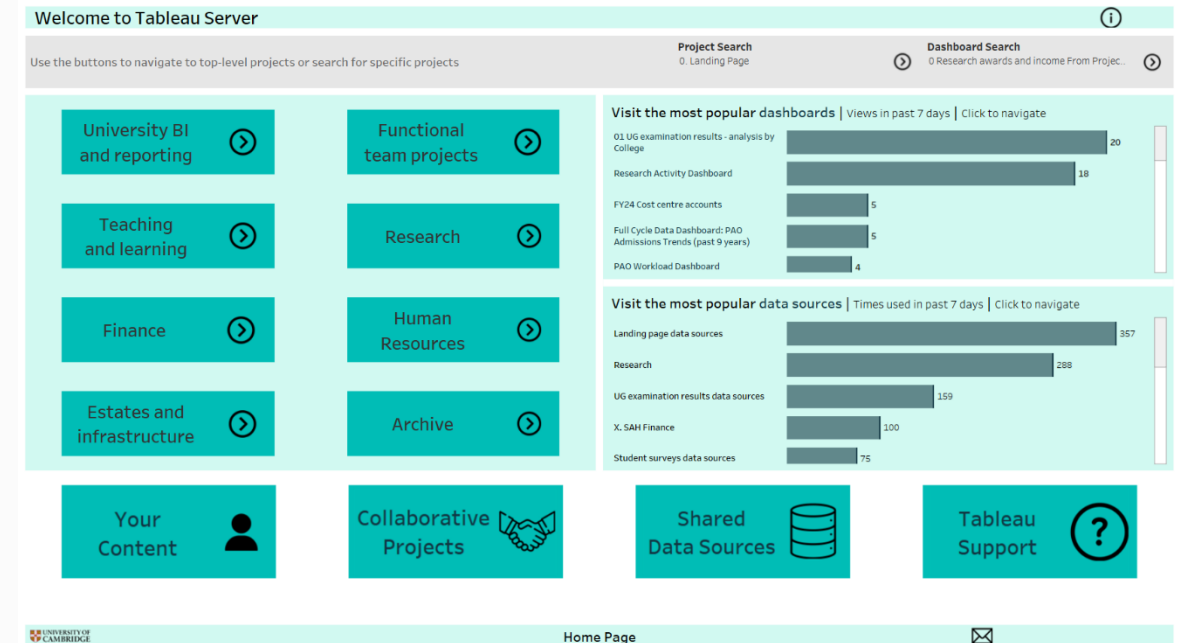 Welcome to Tableau Server
Use the buttons to navigate to top-level projects or search for specific projects
Project Search
0. Landing Page
Dashboard Search
0 Research awards and income From Projec..
University BI
and reporting
Functional
team projects
Teaching
and learning
Research
Finance
Human
Resources
Estates and
infrastructure
Archive
Visit the most popular dashboards | Views in past 7 days | Click to navigate
01 UG examination results - analysis by
College
20
Research Activity Dashboard
18
FY24 Cost centre accounts
5
Full Cycle Data Dashboard: PAO
Admissions Trends (past 9 years)
5
PAO Workload Dashboard
4
Visit the most popular data sources | Times used in past 7 days | Click to navigate
Landing page data sources
357
Research
288
UG examination results data sources
159
X. SAH Finance
100
Student surveys data sources
75
Your
Content
Collaborative
Projects
Shared
Data Sources
Tableau
Support
?
UNIVERSITY OF
CAMBRIDGE
Home Page